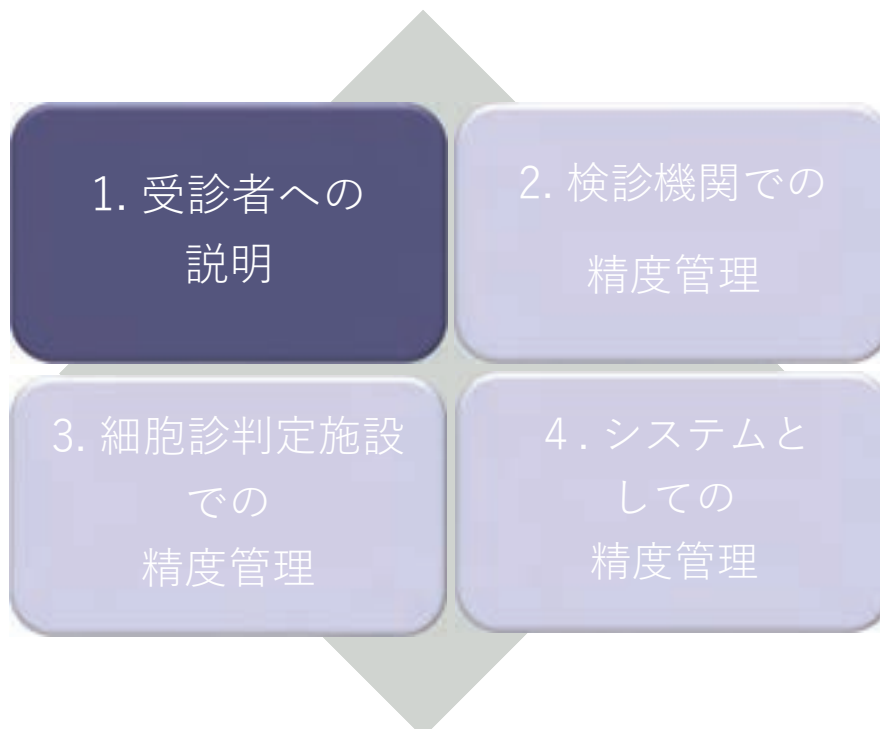 1. 受診者への
説明
2. 検診機関での
精度管理
3. 細胞診判定施設
での
精度管理
4 . システムと
しての
精度管理